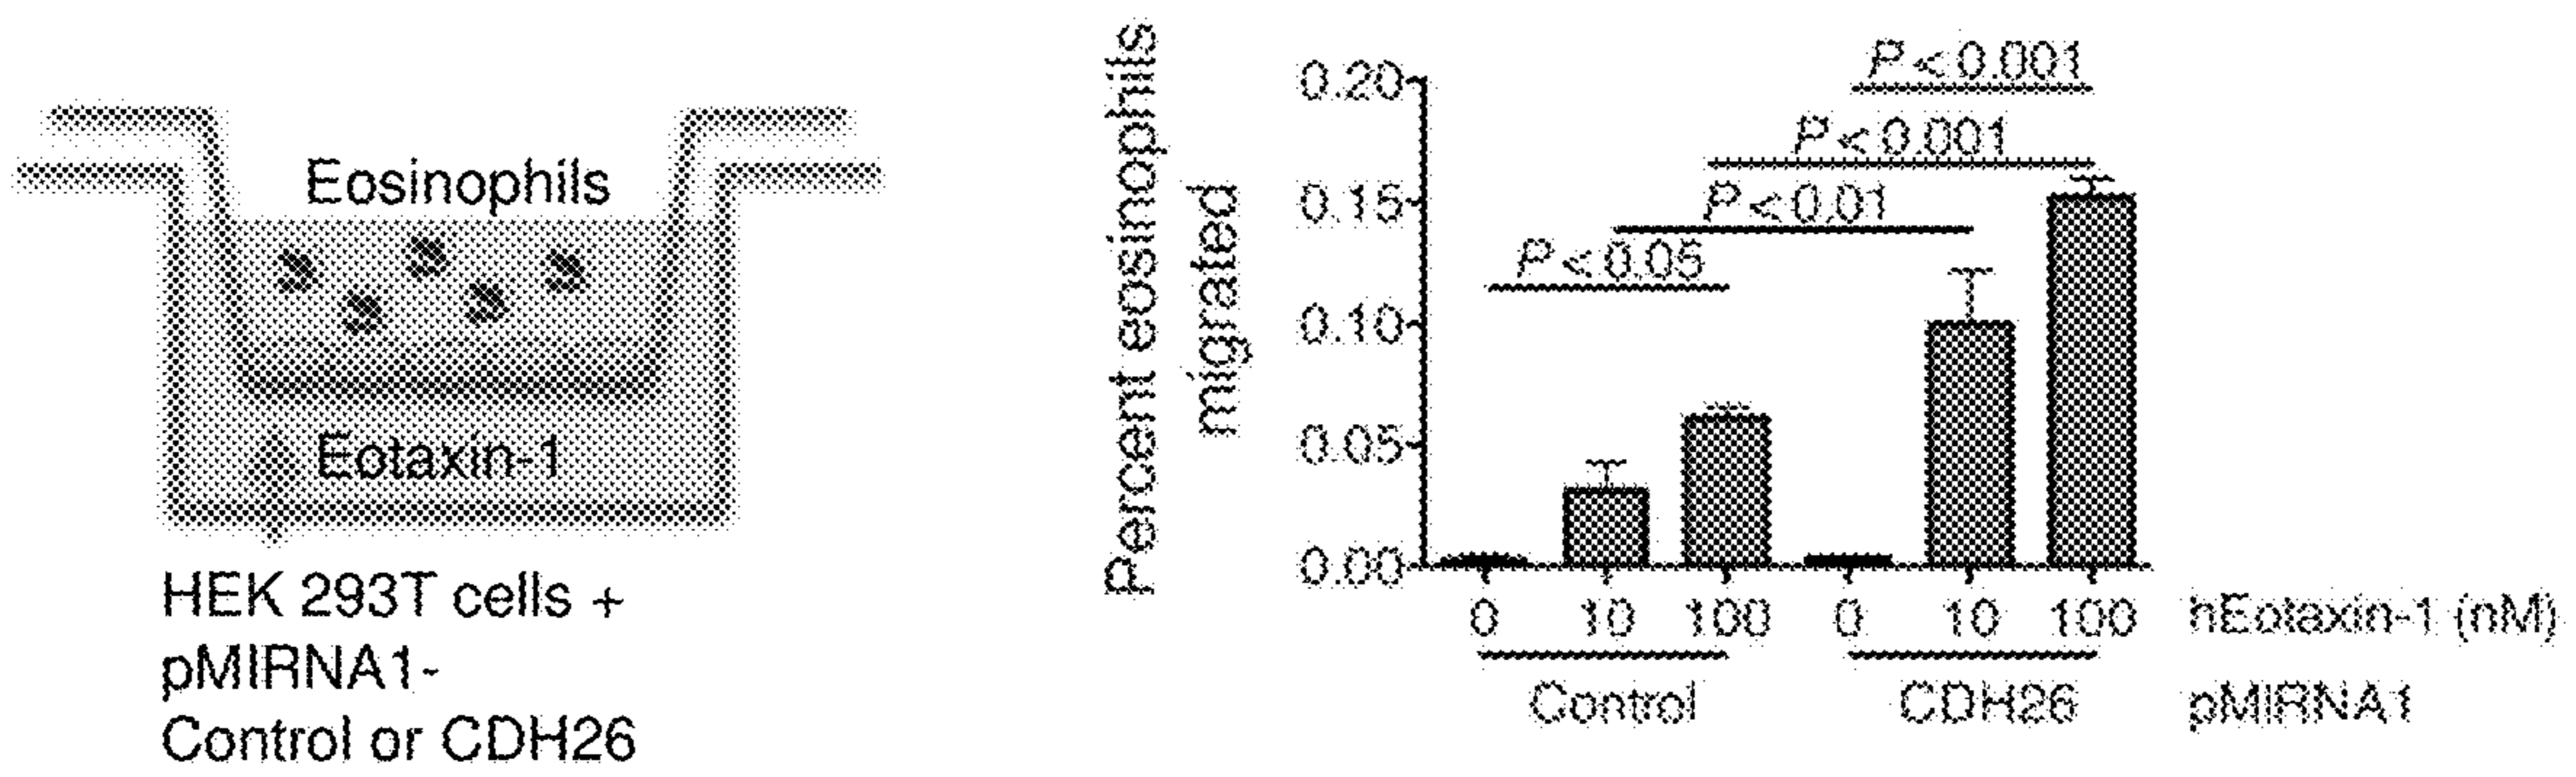 Eosinophils
Eotaxin-1
HEK 293T cells +
pMIRNA1-
Control or CDH26
Percent eosinophils
migrated
0.20
0.15
0.10
0.05
0.00
P < 0.001
P < 0.001
P < 0.01
P < 0.05
0 10 100 0 10 100 hEotaxin-1 (nM)
Control CDH26 pMIRNA1